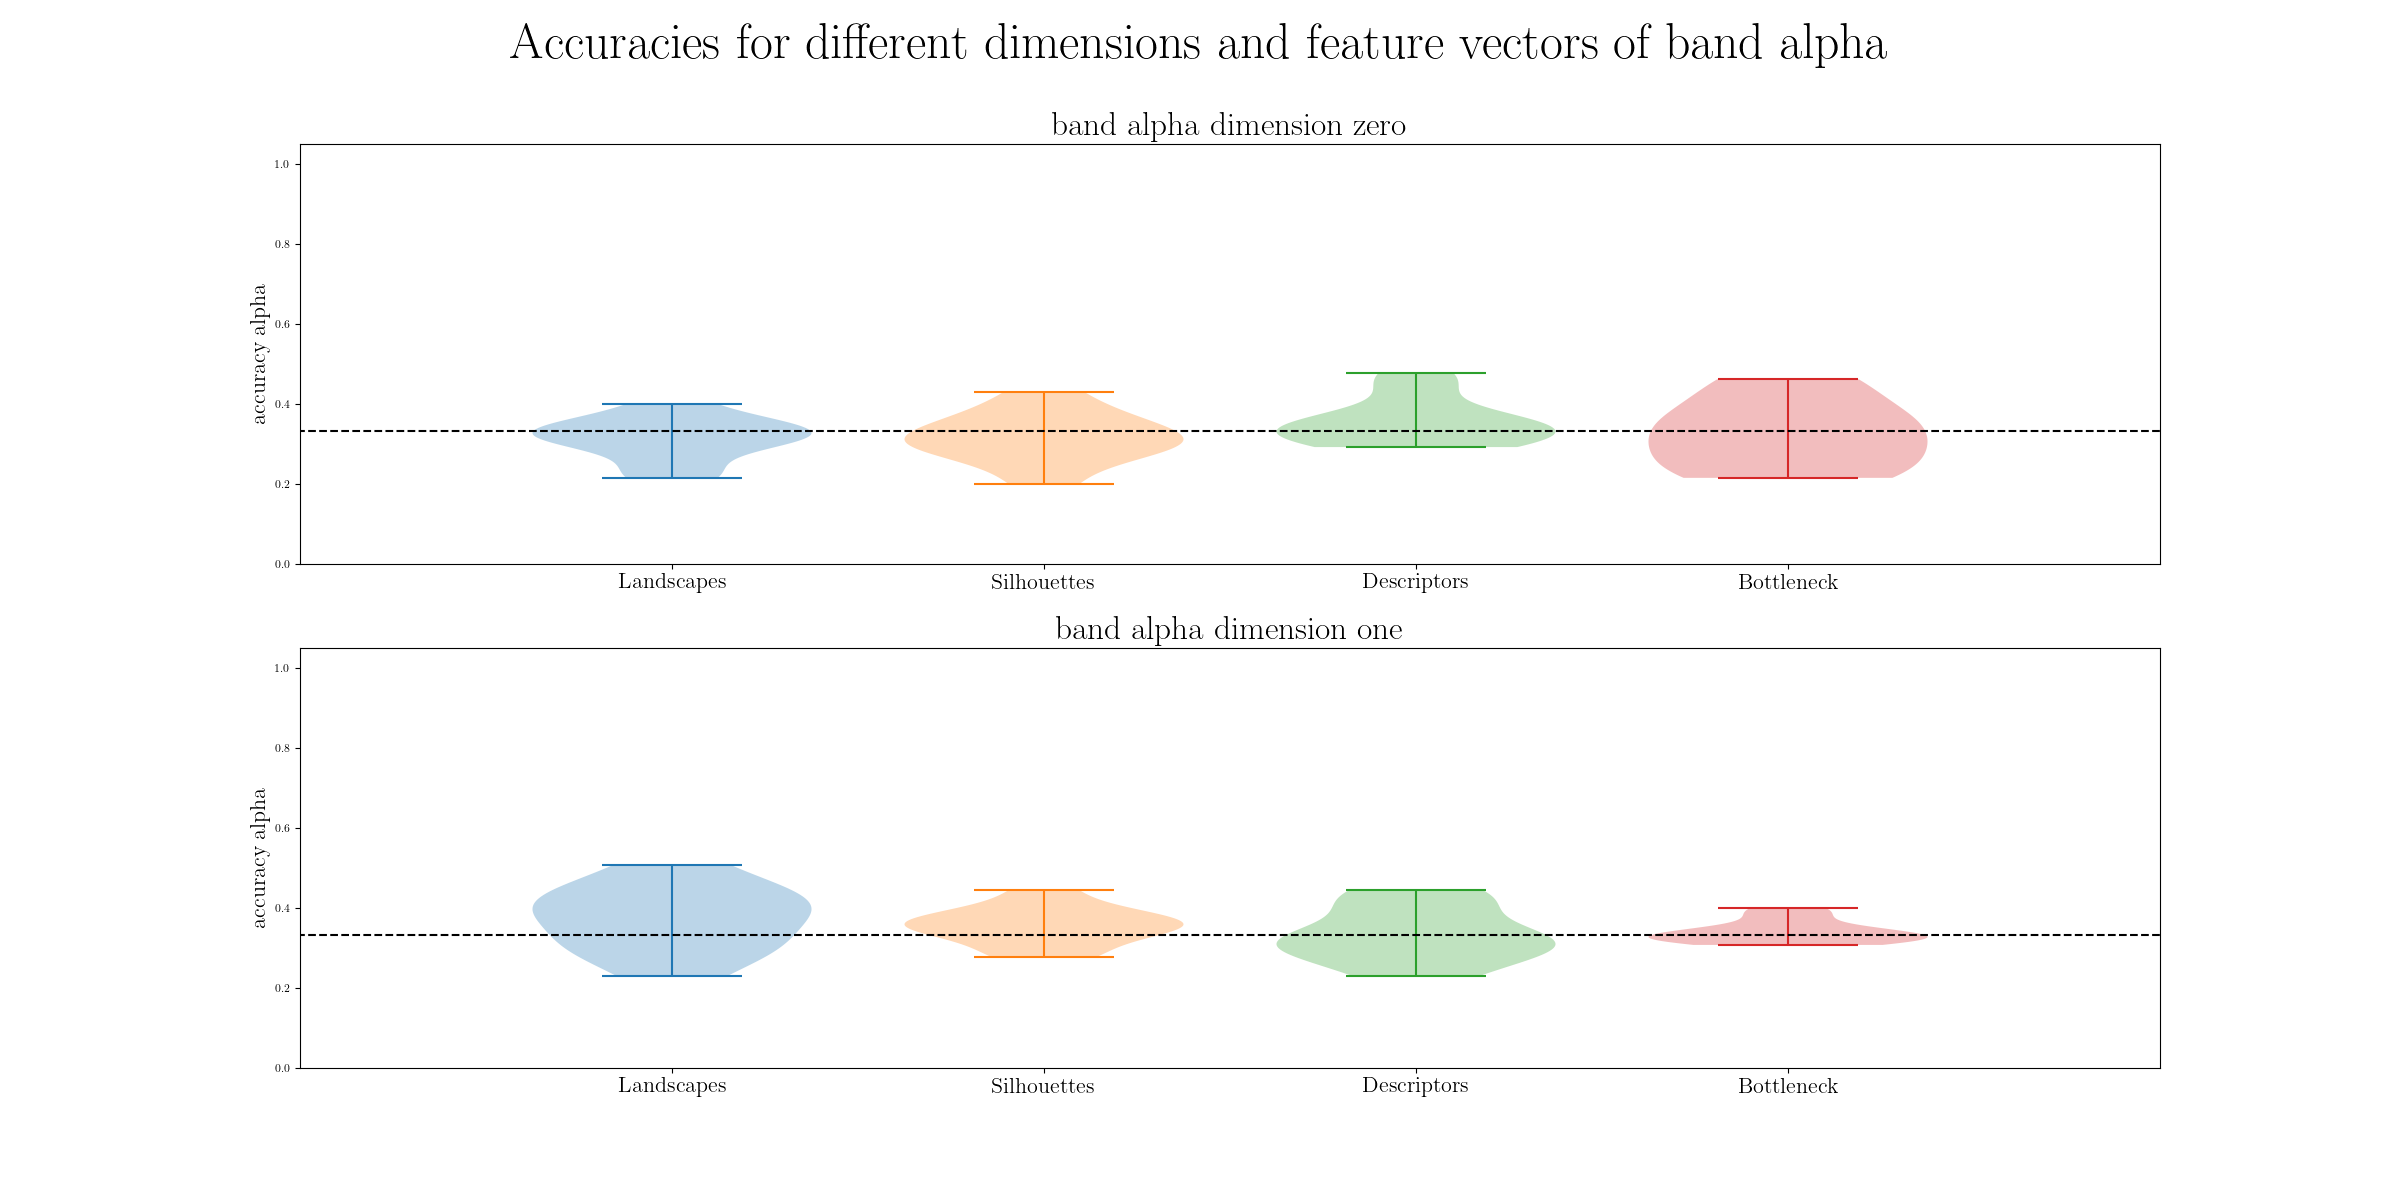 Accuracies for different dimensions and feature vectors of band alpha
band alpha dimension zero
accuracy alpha
1.0
0.8
0.6
0.4
0.2
0.0
Landscapes Silhouettes Descriptors Bottleneck
band alpha dimension one
accuracy alpha
1.0
0.8
0.6
0.4
0.2
0.0
Landscapes Silhouettes Descriptors Bottleneck